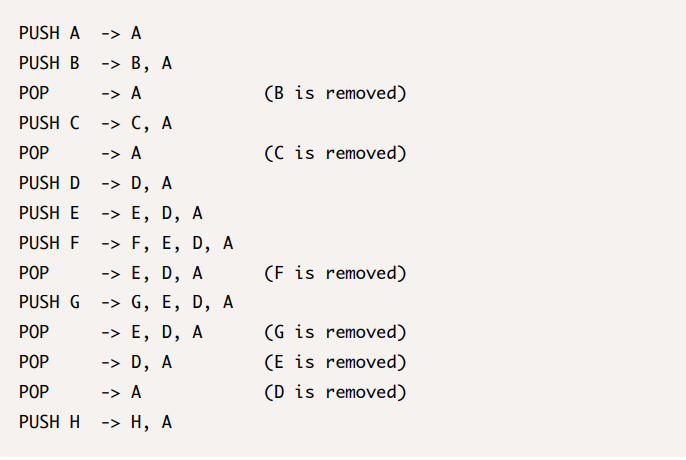 PUSH A  -> A
PUSH B  -> B, A
POP     -> A            (B is removed)
PUSH C  -> C, A
POP     -> A            (C is removed)
PUSH D  -> D, A
PUSH E  -> E, D, A
PUSH F  -> F, E, D, A
POP     -> E, D, A      (F is removed)
PUSH G  -> G, E, D, A
POP     -> E, D, A      (G is removed)
POP     -> D, A         (E is removed)
POP     -> A            (D is removed)
PUSH H  -> H, A